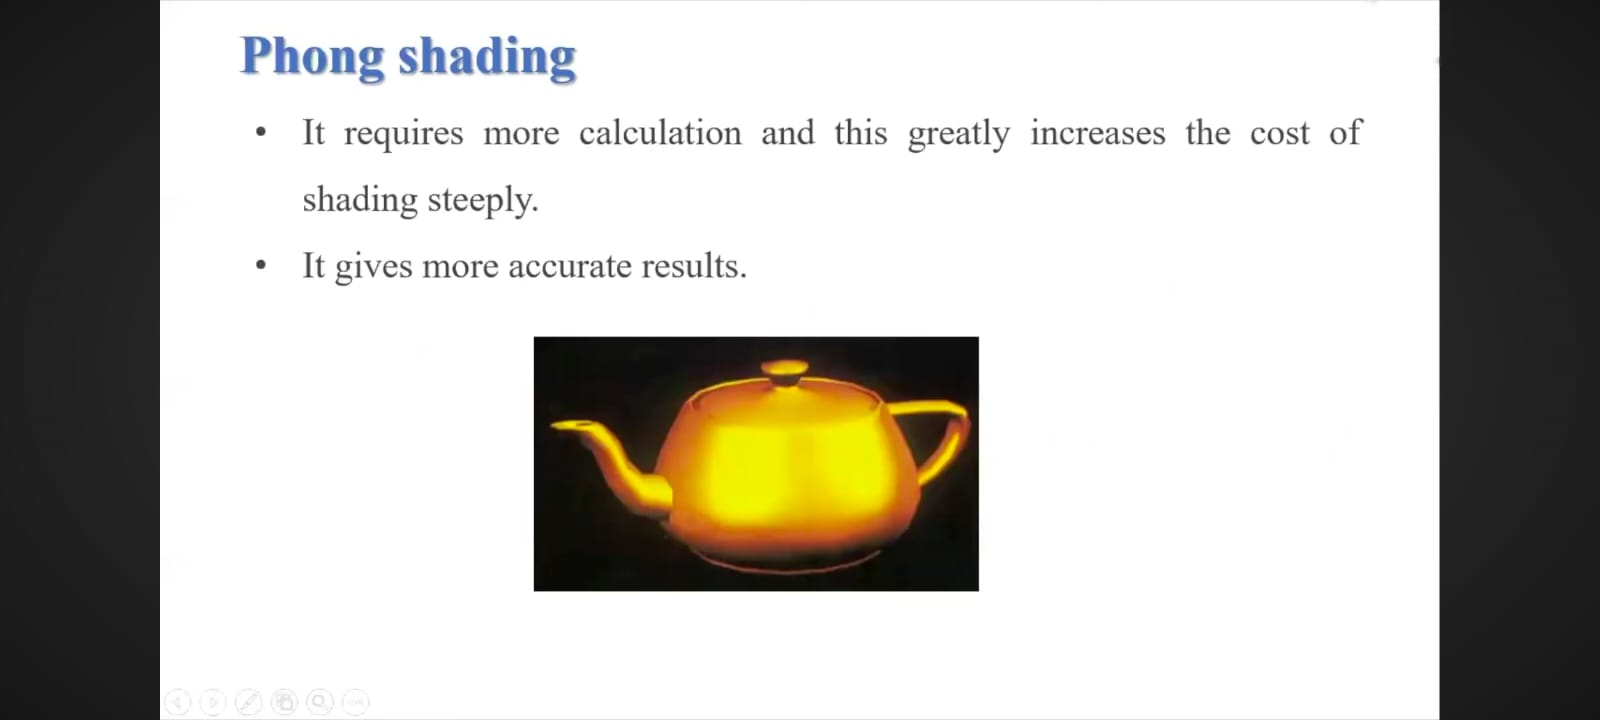 Phong shading
• It requires more calculation and this greatly increases the cost of
shading steeply.
• It gives more accurate results.